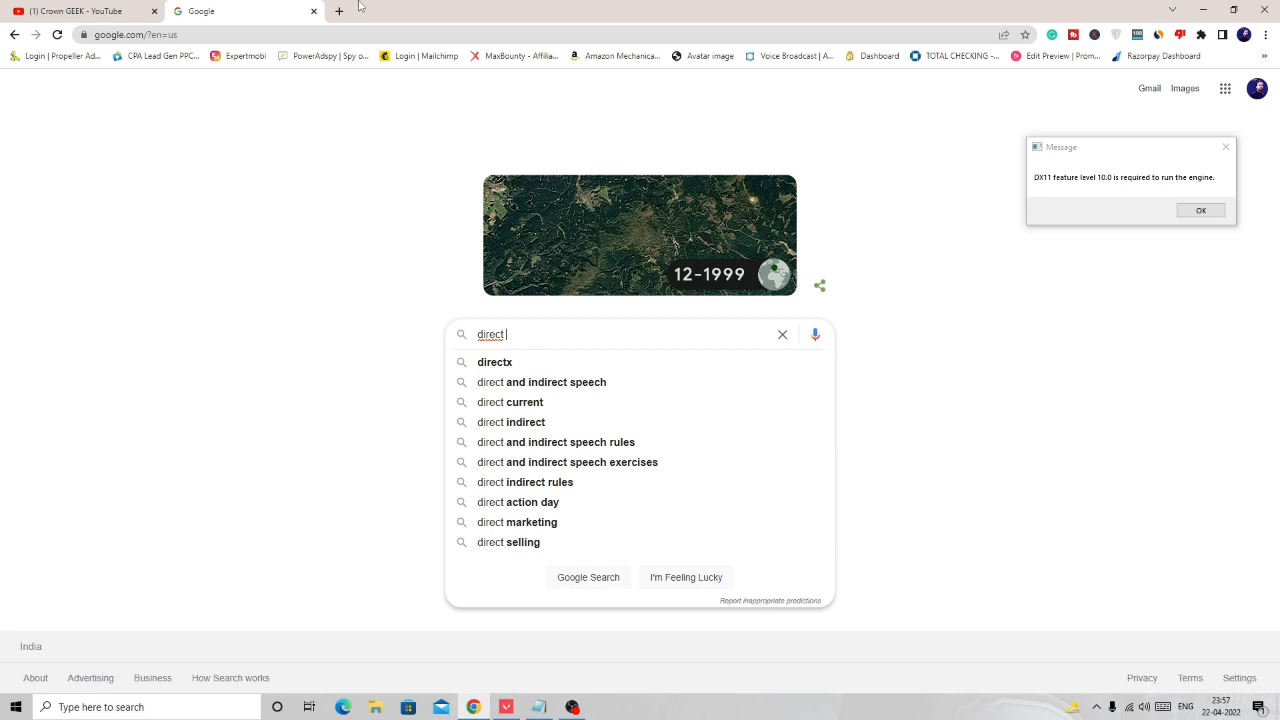 (1) Crown GEEK - YouTube
Google
google.com/?en=us
Login | Propeller Ad...
CPA Lead Gen PPC...
Expertmobi
PowerAdspy | Spy o...
Login | Mailchimp
MaxBounty - Affilia...
Amazon Mechanica...
Avatar image
Voice Broadcast | A...
Dashboard
TOTAL CHECKING -...
Edit Preview | Prom...
Razorpay Dashboard
»
Gmail Images
Message
DX11 feature level 10.0 is required to run the engine.
OK
12-1999
direct
directx
direct and indirect speech
direct current
direct indirect
direct and indirect speech rules
direct and indirect speech exercises
direct indirect rules
direct action day
direct marketing
direct selling
Google Search I'm Feeling Lucky
Report inappropriate predictions
India
About Advertising Business How Search works
Privacy Terms Settings
Type here to search
ENG
23:57
22-04-2022